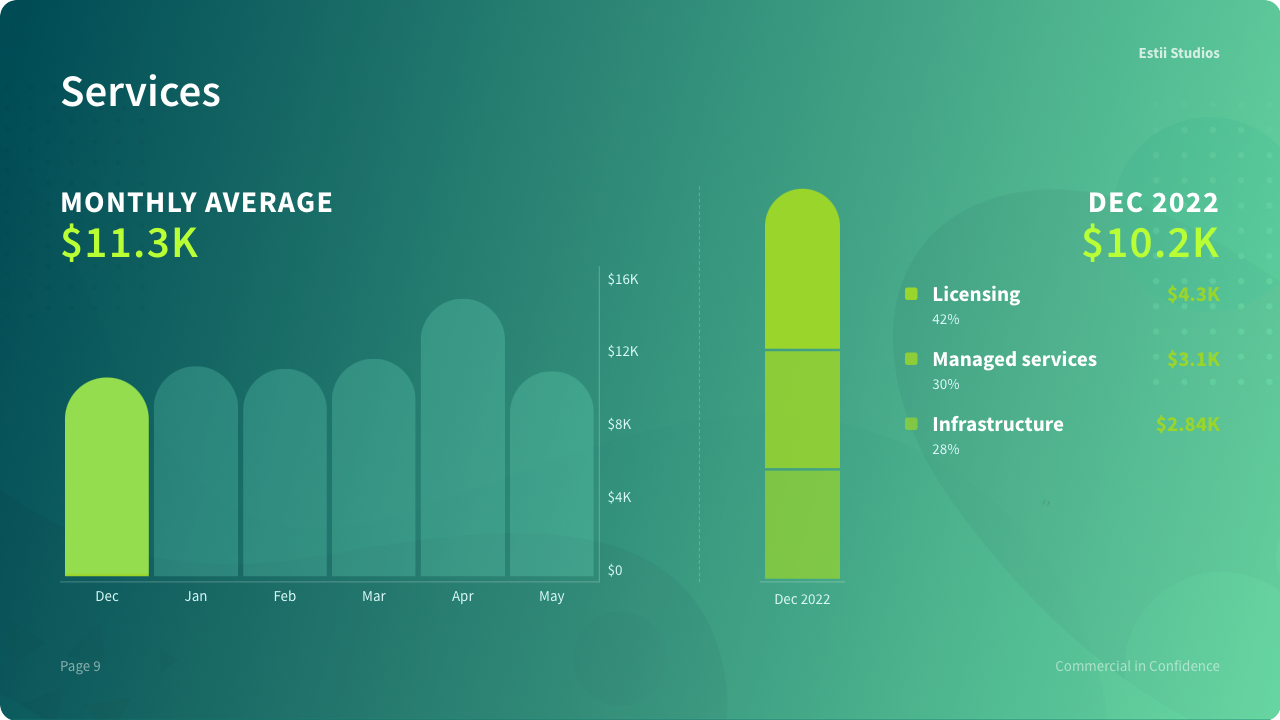 Estii Studios
Services
MONTHLY AVERAGE
$11.3K
$16K
$12K
$8K
$4K
$0
Dec Jan Feb Mar Apr May
Dec 2022
DEC 2022
$10.2K
Licensing $4.3K
42%
Managed services $3.1K
30%
Infrastructure $2.84K
28%
Page 9
Commercial in Confidence